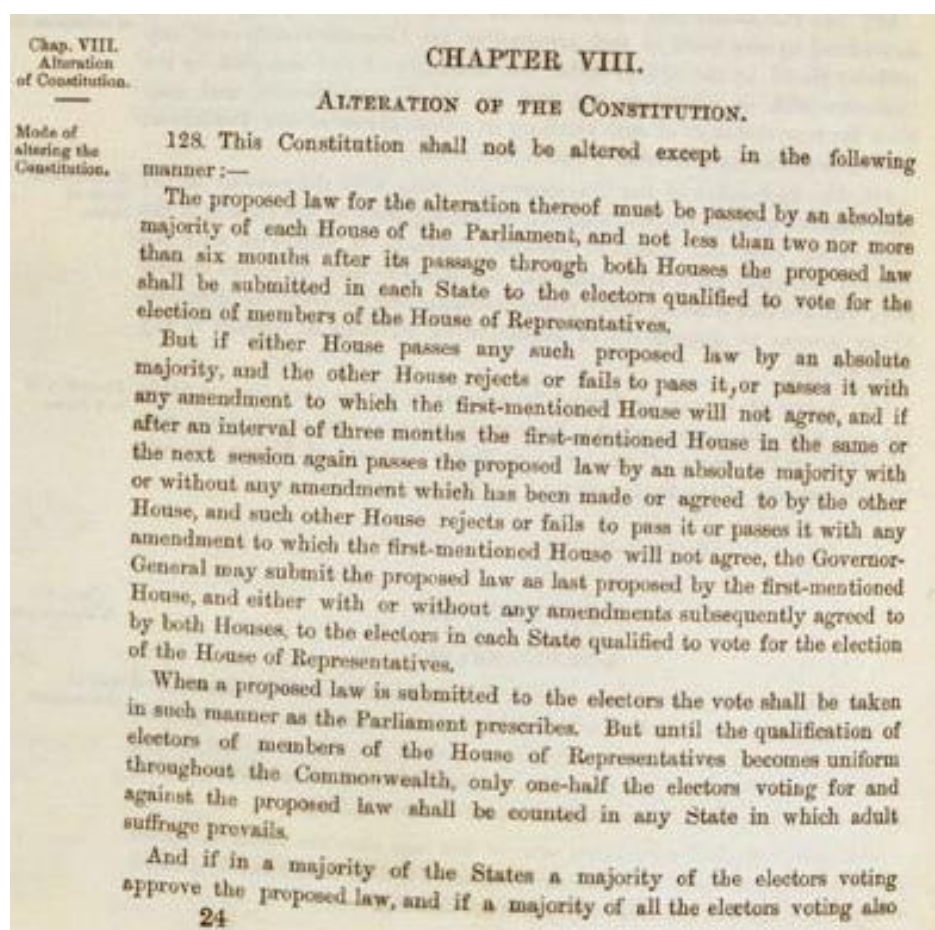 Chap. VIII.
Alteration
of Constitution.
CHAPTER VIII.
ALTERATION OF THE CONSTITUTION.
Mode of
altering the
Constitution.
128. This Constitution shall not be altered except in the following
manner:—
The proposed law for the alteration thereof must be passed by an absolute
majority of each House of the Parliament, and not less than two nor more
than six months after its passage through both Houses the proposed law
shall be submitted in each State to the electors qualified to vote for the
election of members of the House of Representatives.
But if either House passes any such proposed law by an absolute
majority, and the other House rejects or fails to pass it, or passes it with
any amendment to which the first-mentioned House will not agree, and if
after an interval of three months the first-mentioned House in the same or
the next session again passes the proposed law by an absolute majority with
or without any amendment which has been made or agreed to by the other
House, and such other House rejects or fails to pass it or passes it with any
amendment to which the first-mentioned House will not agree, the Governor-
General may submit the proposed law as last proposed by the first-mentioned
House, and either with or without any amendments subsequently agreed to
by both Houses, to the electors in each State qualified to vote for the election
of the House of Representatives.
When a proposed law is submitted to the electors the vote shall be taken
in such manner as the Parliament prescribes. But until the qualification of
electors of members of the House of Representatives becomes uniform
throughout the Commonwealth, only one-half the electors voting for and
against the proposed law shall be counted in any State in which adult
suffrage prevails.
And if in a majority of the States a majority of the electors voting
approve the proposed law, and if a majority of all the electors voting also
24